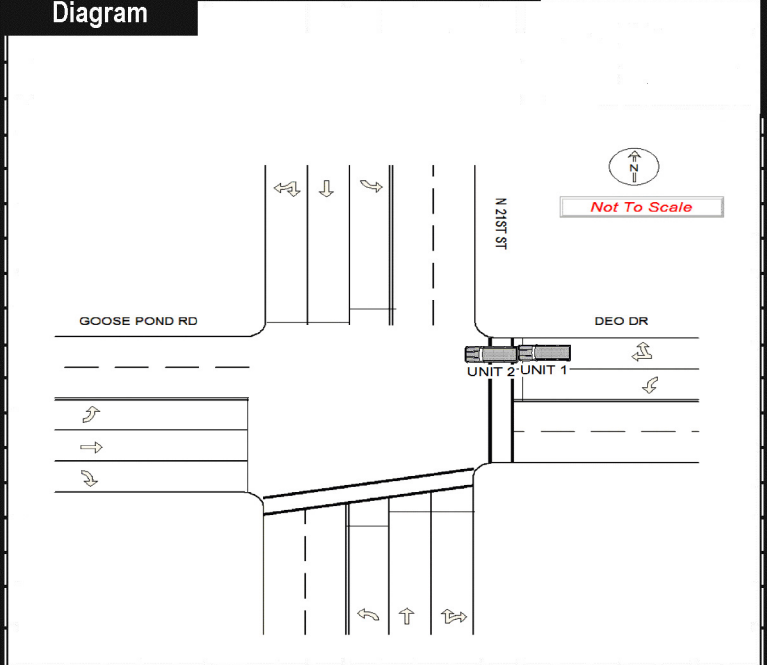 Diagram
N
Not To Scale
N 21ST ST
GOOSE POND RD
DEO DR
UNIT 2 UNIT 1